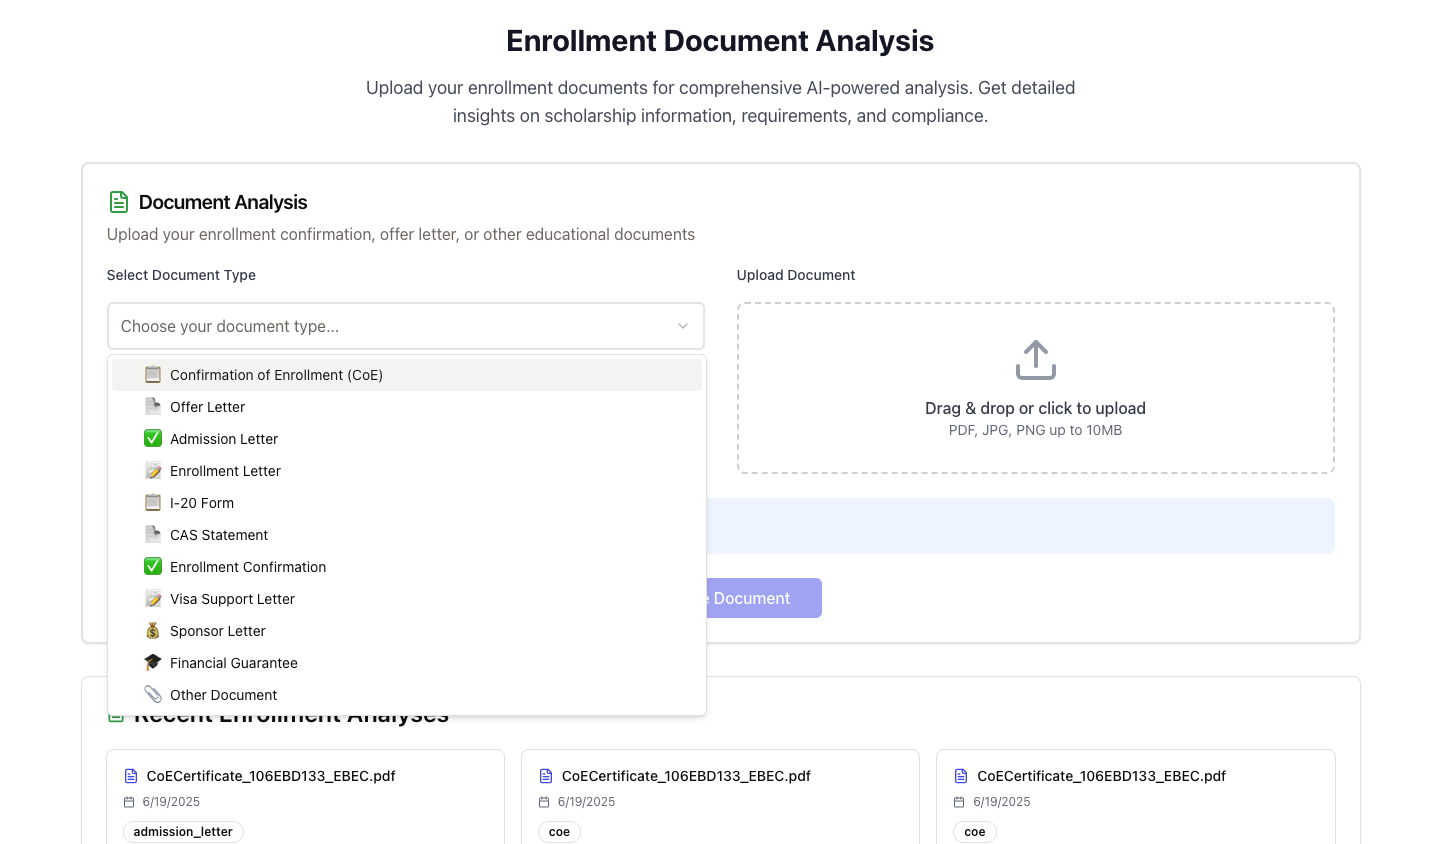 Enrollment Document Analysis
Upload your enrollment documents for comprehensive AI-powered analysis. Get detailed
insights on scholarship information, requirements, and compliance.
Document Analysis
Upload your enrollment confirmation, offer letter, or other educational documents
Select Document Type
Choose your document type...
Confirmation of Enrollment (CoE)
Offer Letter
Admission Letter
Enrollment Letter
I-20 Form
CAS Statement
Enrollment Confirmation
Visa Support Letter
Sponsor Letter
Financial Guarantee
Other Document
Upload Document
Drag & drop or click to upload
PDF, JPG, PNG up to 10MB
Document
Recent Enrollment Analyses
CoECertificate_106EBD133_EBEC.pdf
6/19/2025
admission_letter
CoECertificate_106EBD133_EBEC.pdf
6/19/2025
coe
CoECertificate_106EBD133_EBEC.pdf
6/19/2025
coe